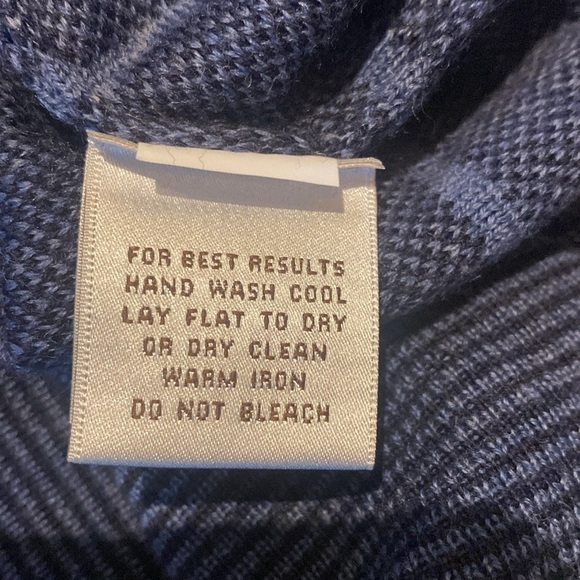 FOR BEST RESULTS
HAND WASH COOL
LAY FLAT TO DRY
OR DRY CLEAN
WARM IRON
DO NOT BLEACH